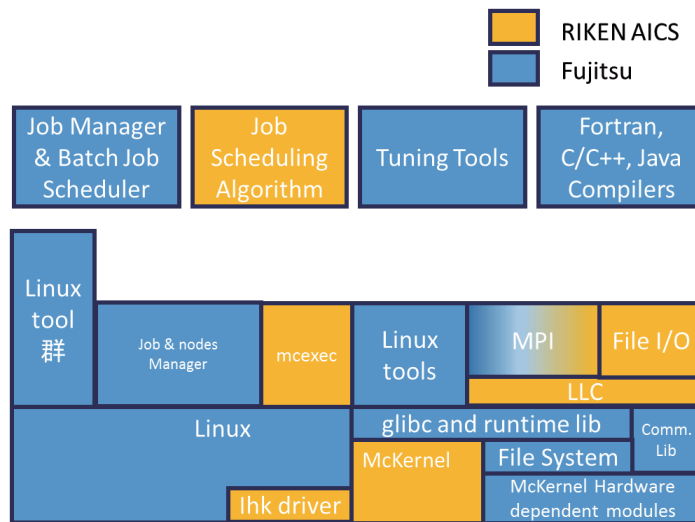 RIKEN AICS
Fujitsu
Job Manager
& Batch Job
Scheduler
Job
Scheduling
Algorithm
Tuning Tools
Fortran,
C/C++, Java
Compilers
Linux
tool
群
Job & nodes
Manager
mcexec
Linux
tools
MPI
File I/O
LLC
Linux
glibc and runtime lib
Comm.
Lib
McKernel
File System
Ihk driver
McKernel Hardware
dependent modules